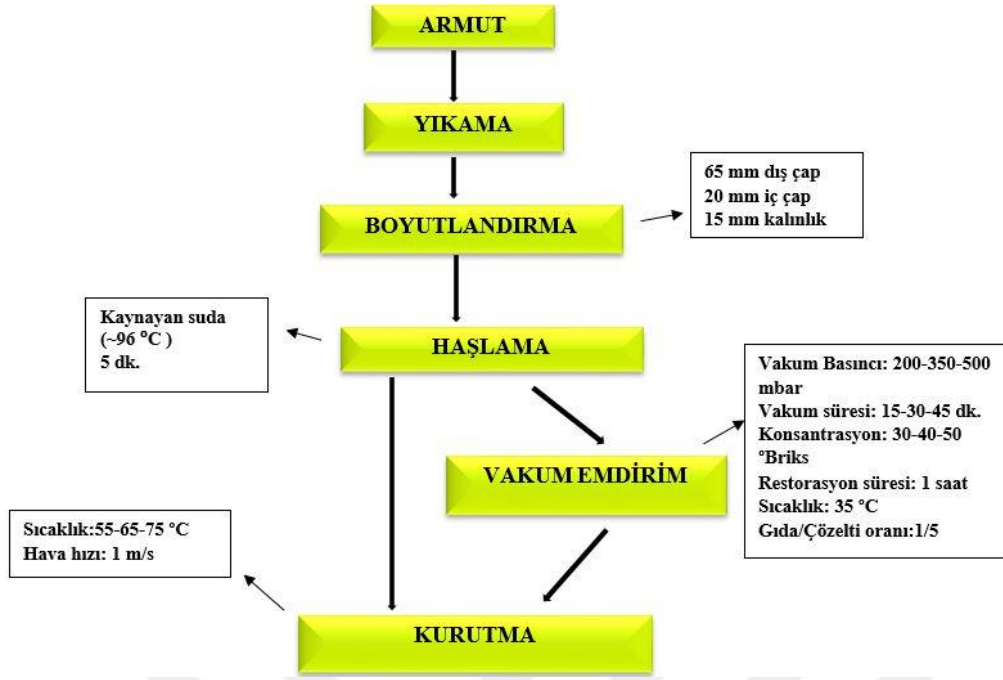 ARMUT
YIKAMA
BOYUTLANDIRMA
65 mm dış çap
20 mm iç çap
15 mm kalınlık
HAŞLAMA
Kaynayan suda
(~96 °C )
5 dk.
VAKUM EMDİRİM
Vakum Basıncı: 200-350-500
mbar
Vakum süresi: 15-30-45 dk.
Konsantrasyon: 30-40-50
°Briks
Restorasyon süresi: 1 saat
Sıcaklık: 35 °C
Gıda/Çözelti oranı:1/5
Sıcaklık:55-65-75 °C
Hava hızı: 1 m/s
KURUTMA